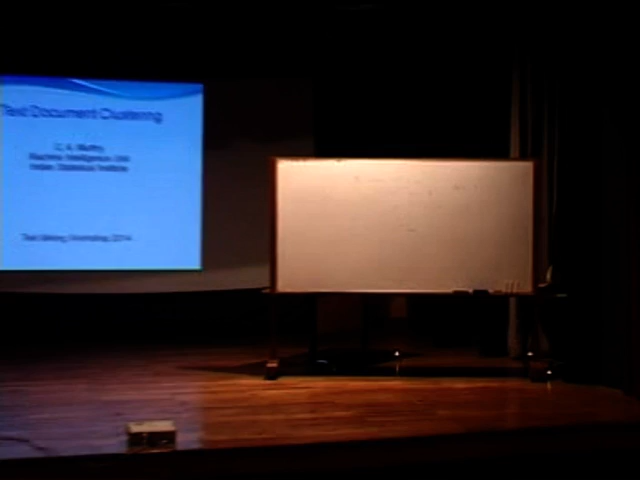 Text Document Clustering
C. A. Murthy
Machine Intelligence Unit
Indian Statistical Institute
Text Mining Workshop 2014